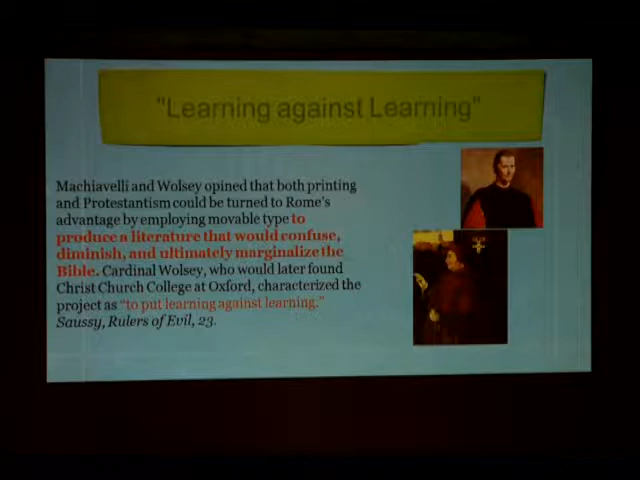 "Learning against Learning"
Machiavelli and Wolsey opined that both printing
and Protestantism could be turned to Rome's
advantage by employing movable type to
produce a literature that would confuse,
diminish, and ultimately marginalize the
Bible. Cardinal Wolsey, who would later found
Christ Church College at Oxford, characterized the
project as "to put learning against learning."
Saussy, Rulers of Evil, 23.